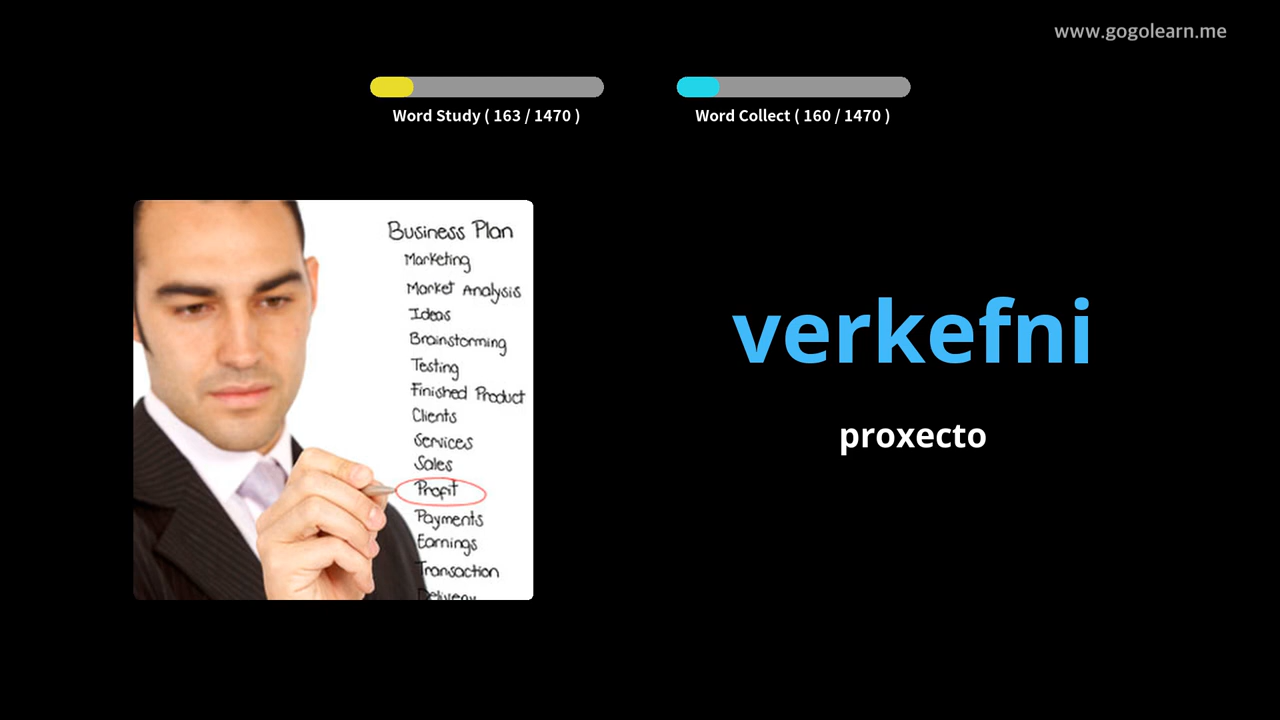 www.gogolearn.me
Word Study ( 163 / 1470 )
Word Collect ( 160 / 1470 )
Business Plan
Marketing
Market Analysis
Ideas
Brainstorming
Testing
Finished Product
Clients
Services
Sales
Profit
Payments
Earnings
Transaction
Delivery
verkefni
proxecto